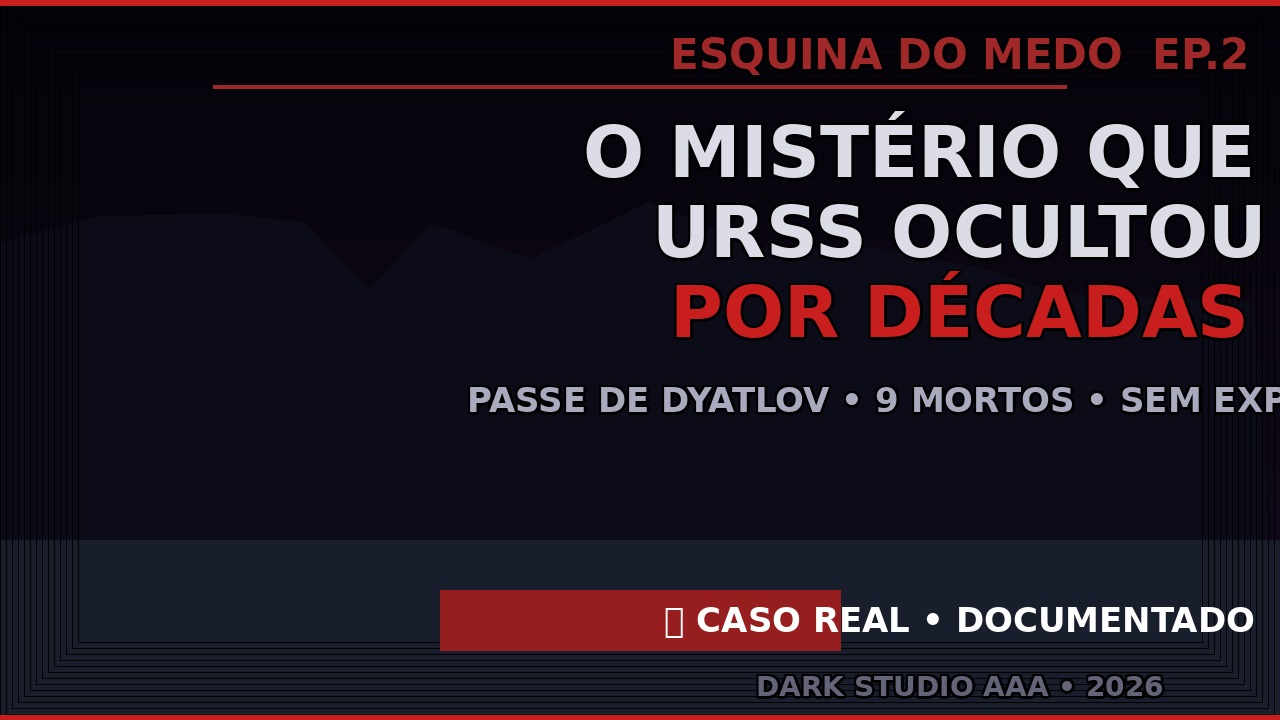 ESQUINA DO MEDO EP.2
O MISTÉRIO QUE
URSS OCULTOU
POR DÉCADAS
PASSE DE DYATLOV • 9 MORTOS • SEM EXP
CASO REAL • DOCUMENTADO
DARK STUDIO AAA • 2026